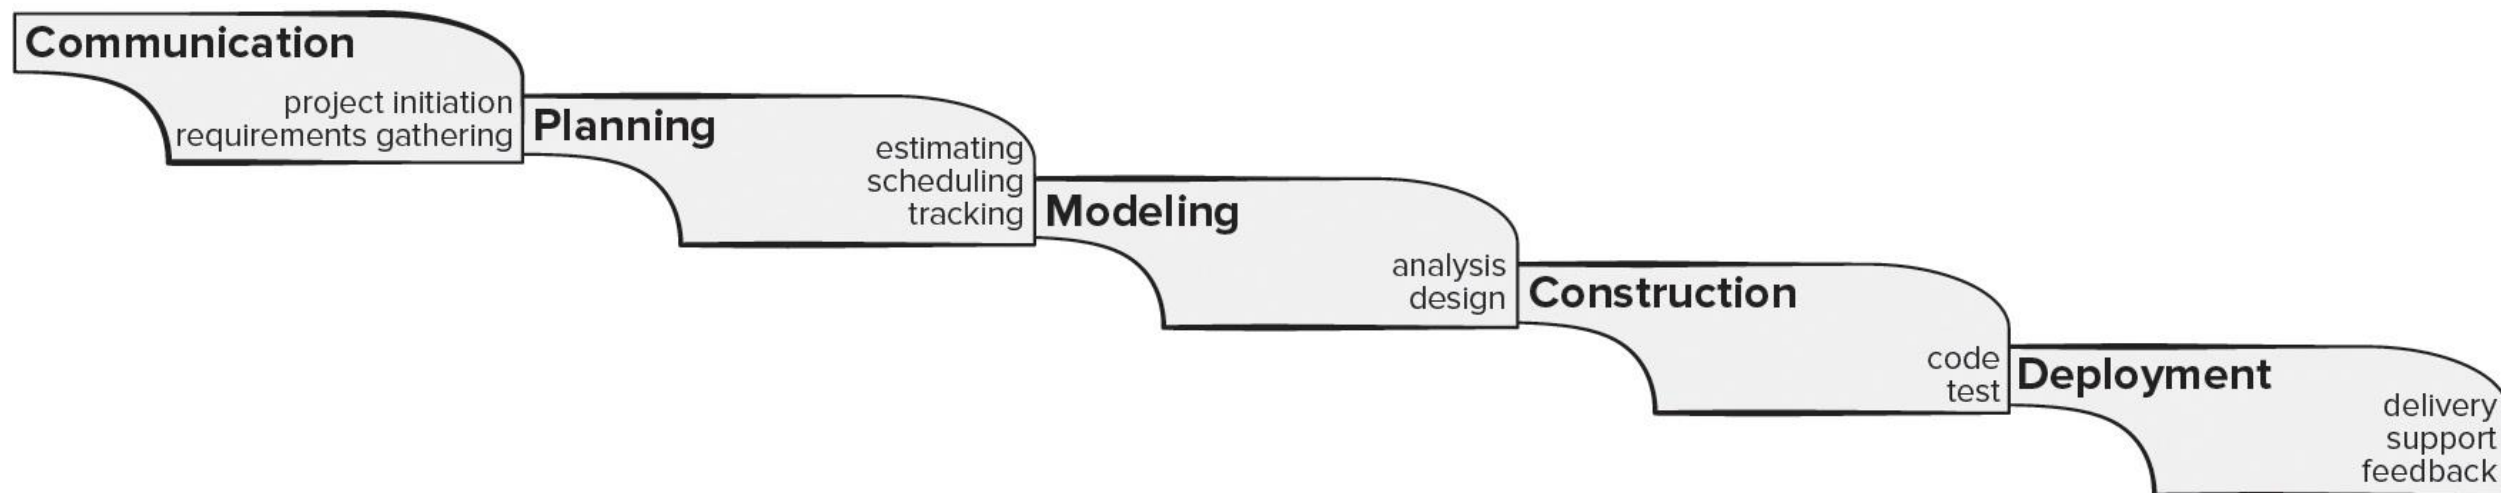 Communication
project initiation
requirements gathering
Planning
estimating
scheduling
tracking
Modeling
analysis
design
Construction
code
test
Deployment
delivery
support
feedback